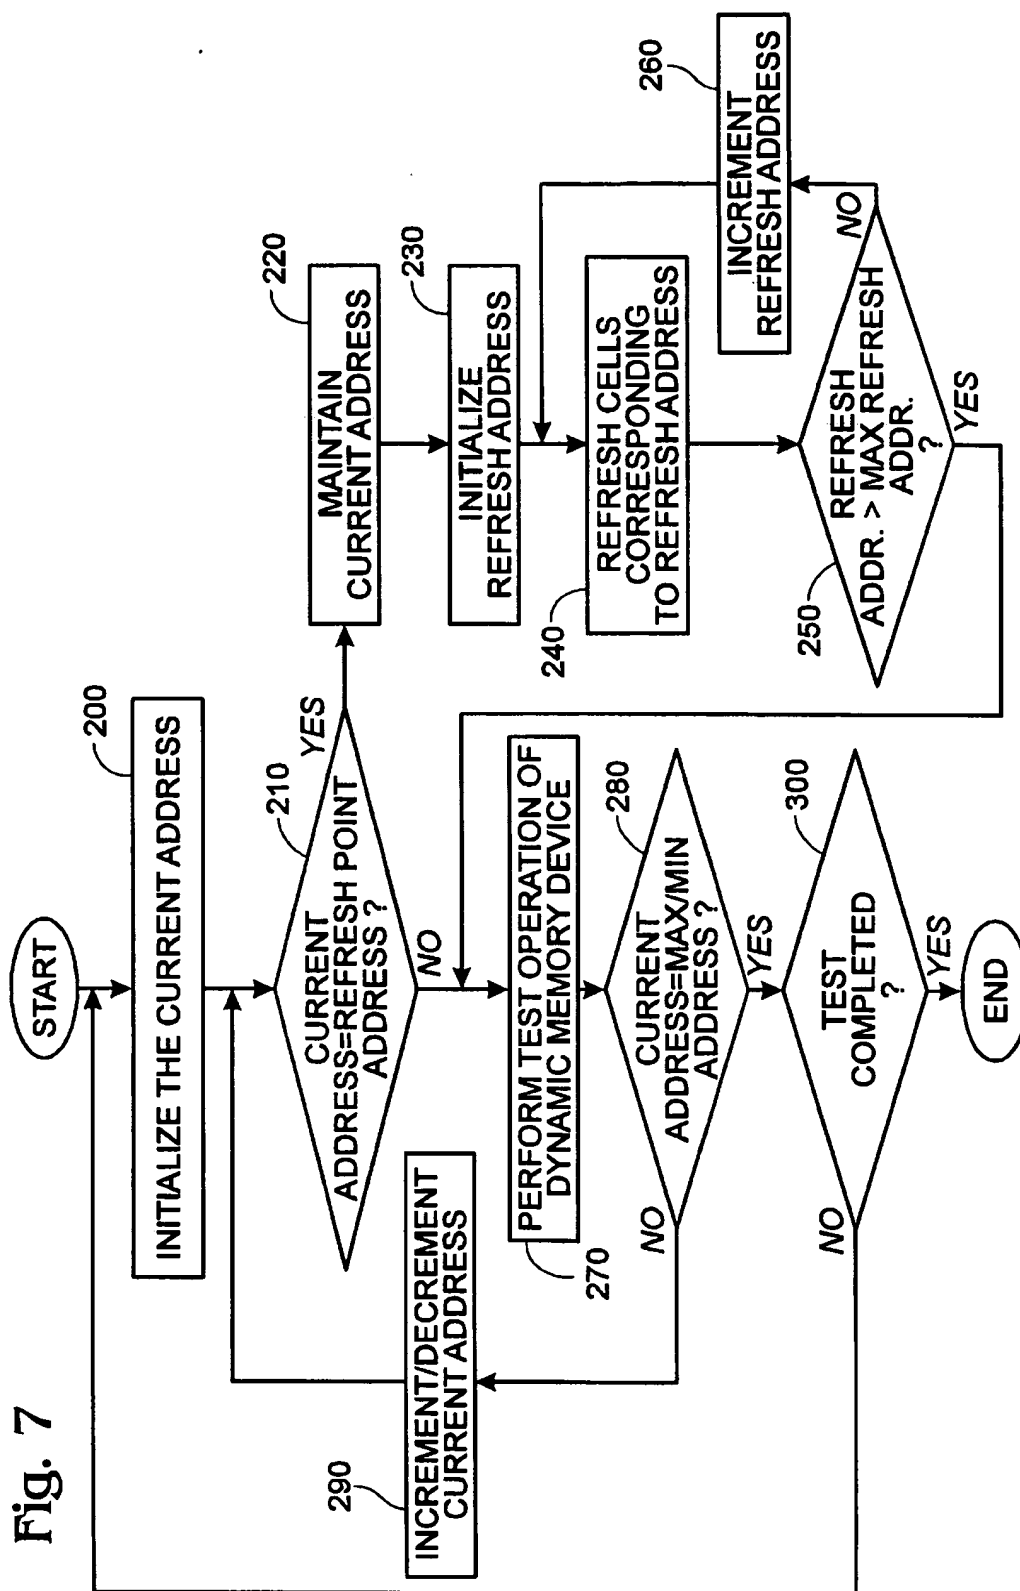 Fig. 7
START
200
INITIALIZE THE CURRENT ADDRESS
210
CURRENT
ADDRESS=REFRESH POINT
ADDRESS ?
YES
NO
220
MAINTAIN
CURRENT ADDRESS
230
INITIALIZE
REFRESH ADDRESS
240
REFRESH CELLS
CORRESPONDING
TO REFRESH ADDRESS
250
REFRESH
ADDR. > MAX REFRESH
ADDR.
?
NO
YES
260
INCREMENT
REFRESH ADDRESS
270
PERFORM TEST OPERATION OF
DYNAMIC MEMORY DEVICE
280
CURRENT
ADDRESS=MAX/MIN
ADDRESS ?
NO
YES
290
INCREMENT/DECREMENT
CURRENT ADDRESS
300
TEST
COMPLETED
?
NO
YES
END